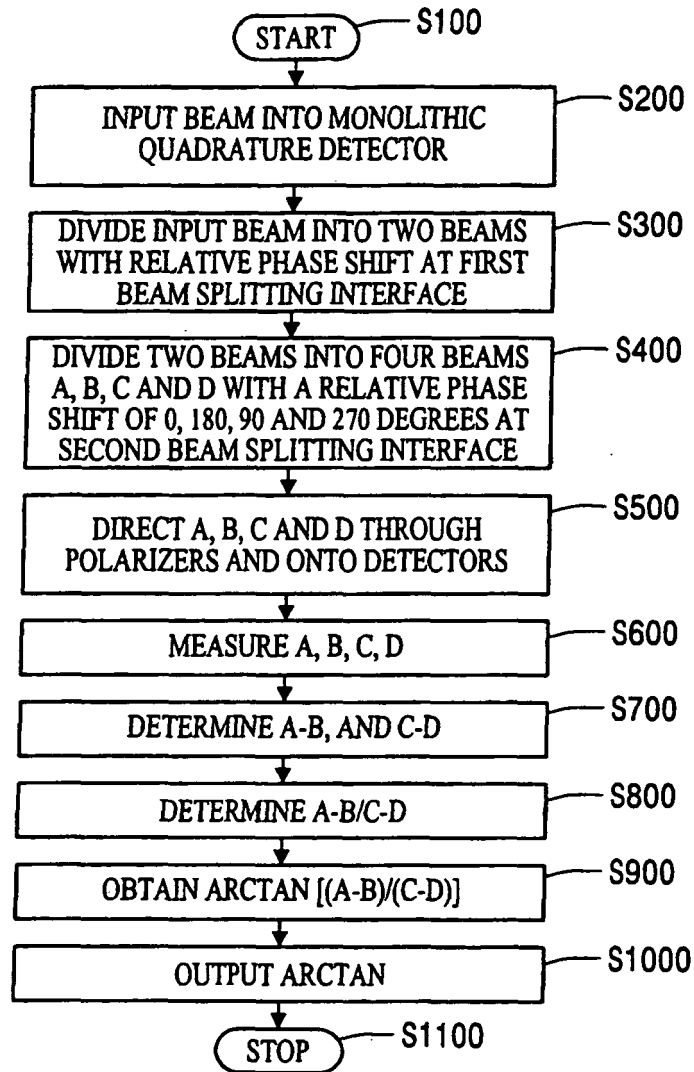 START
S100
INPUT BEAM INTO MONOLITHIC
QUADRATURE DETECTOR
S200
DIVIDE INPUT BEAM INTO TWO BEAMS
WITH RELATIVE PHASE SHIFT AT FIRST
BEAM SPLITTING INTERFACE
S300
DIVIDE TWO BEAMS INTO FOUR BEAMS
A, B, C AND D WITH A RELATIVE PHASE
SHIFT OF 0, 180, 90 AND 270 DEGREES AT
SECOND BEAM SPLITTING INTERFACE
S400
DIRECT A, B, C AND D THROUGH
POLARIZERS AND ONTO DETECTORS
S500
MEASURE A, B, C, D
S600
DETERMINE A-B, AND C-D
S700
DETERMINE A-B/C-D
S800
OBTAIN ARCTAN [(A-B)/(C-D)]
S900
OUTPUT ARCTAN
S1000
STOP
S1100